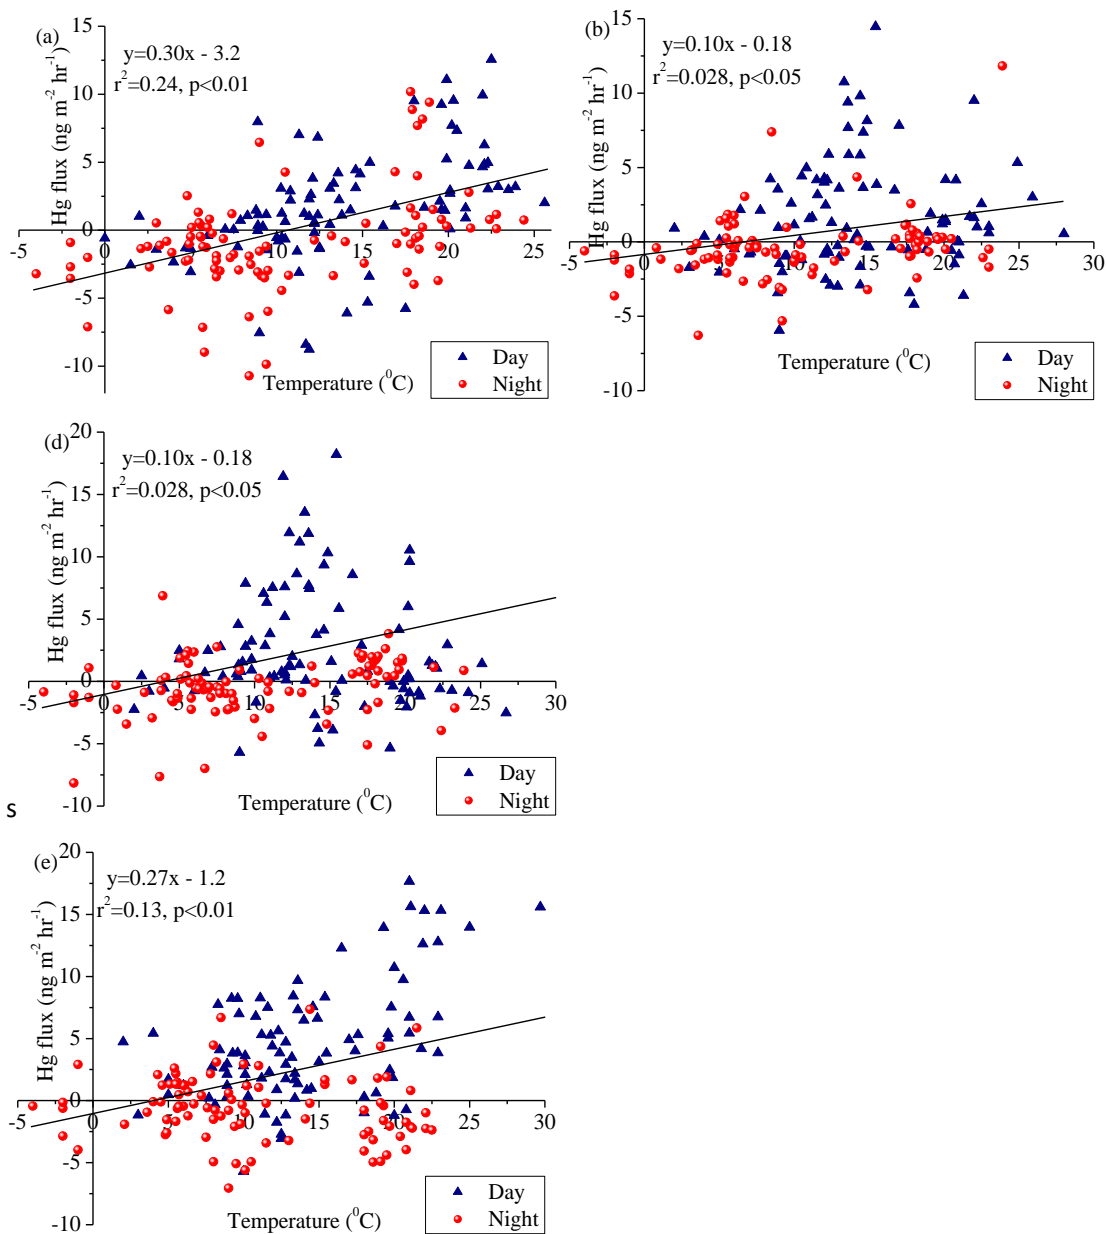 (a)
y=0.30x - 3.2
r²=0.24, p<0.01
Hg flux (ng m⁻² hr⁻¹)
15
10
5
0
-5
-10
0
5
10
15
20
25
Temperature (⁰C)
Day
Night
(b)
y=0.10x - 0.18
r²=0.028, p<0.05
Hg flux (ng m⁻² hr⁻¹)
15
10
5
0
-5
-10
-5
0
5
10
15
20
25
30
Temperature (⁰C)
Day
Night
(d)
y=0.10x - 0.18
r²=0.028, p<0.05
Hg flux (ng m⁻² hr⁻¹)
20
15
10
5
0
-5
-10
-5
0
5
10
15
20
25
30
Temperature (⁰C)
Day
Night
s
(e)
y=0.27x - 1.2
r²=0.13, p<0.01
Hg flux (ng m⁻² hr⁻¹)
20
15
10
5
0
-5
-10
-5
0
5
10
15
20
25
30
Temperature (⁰C)
Day
Night